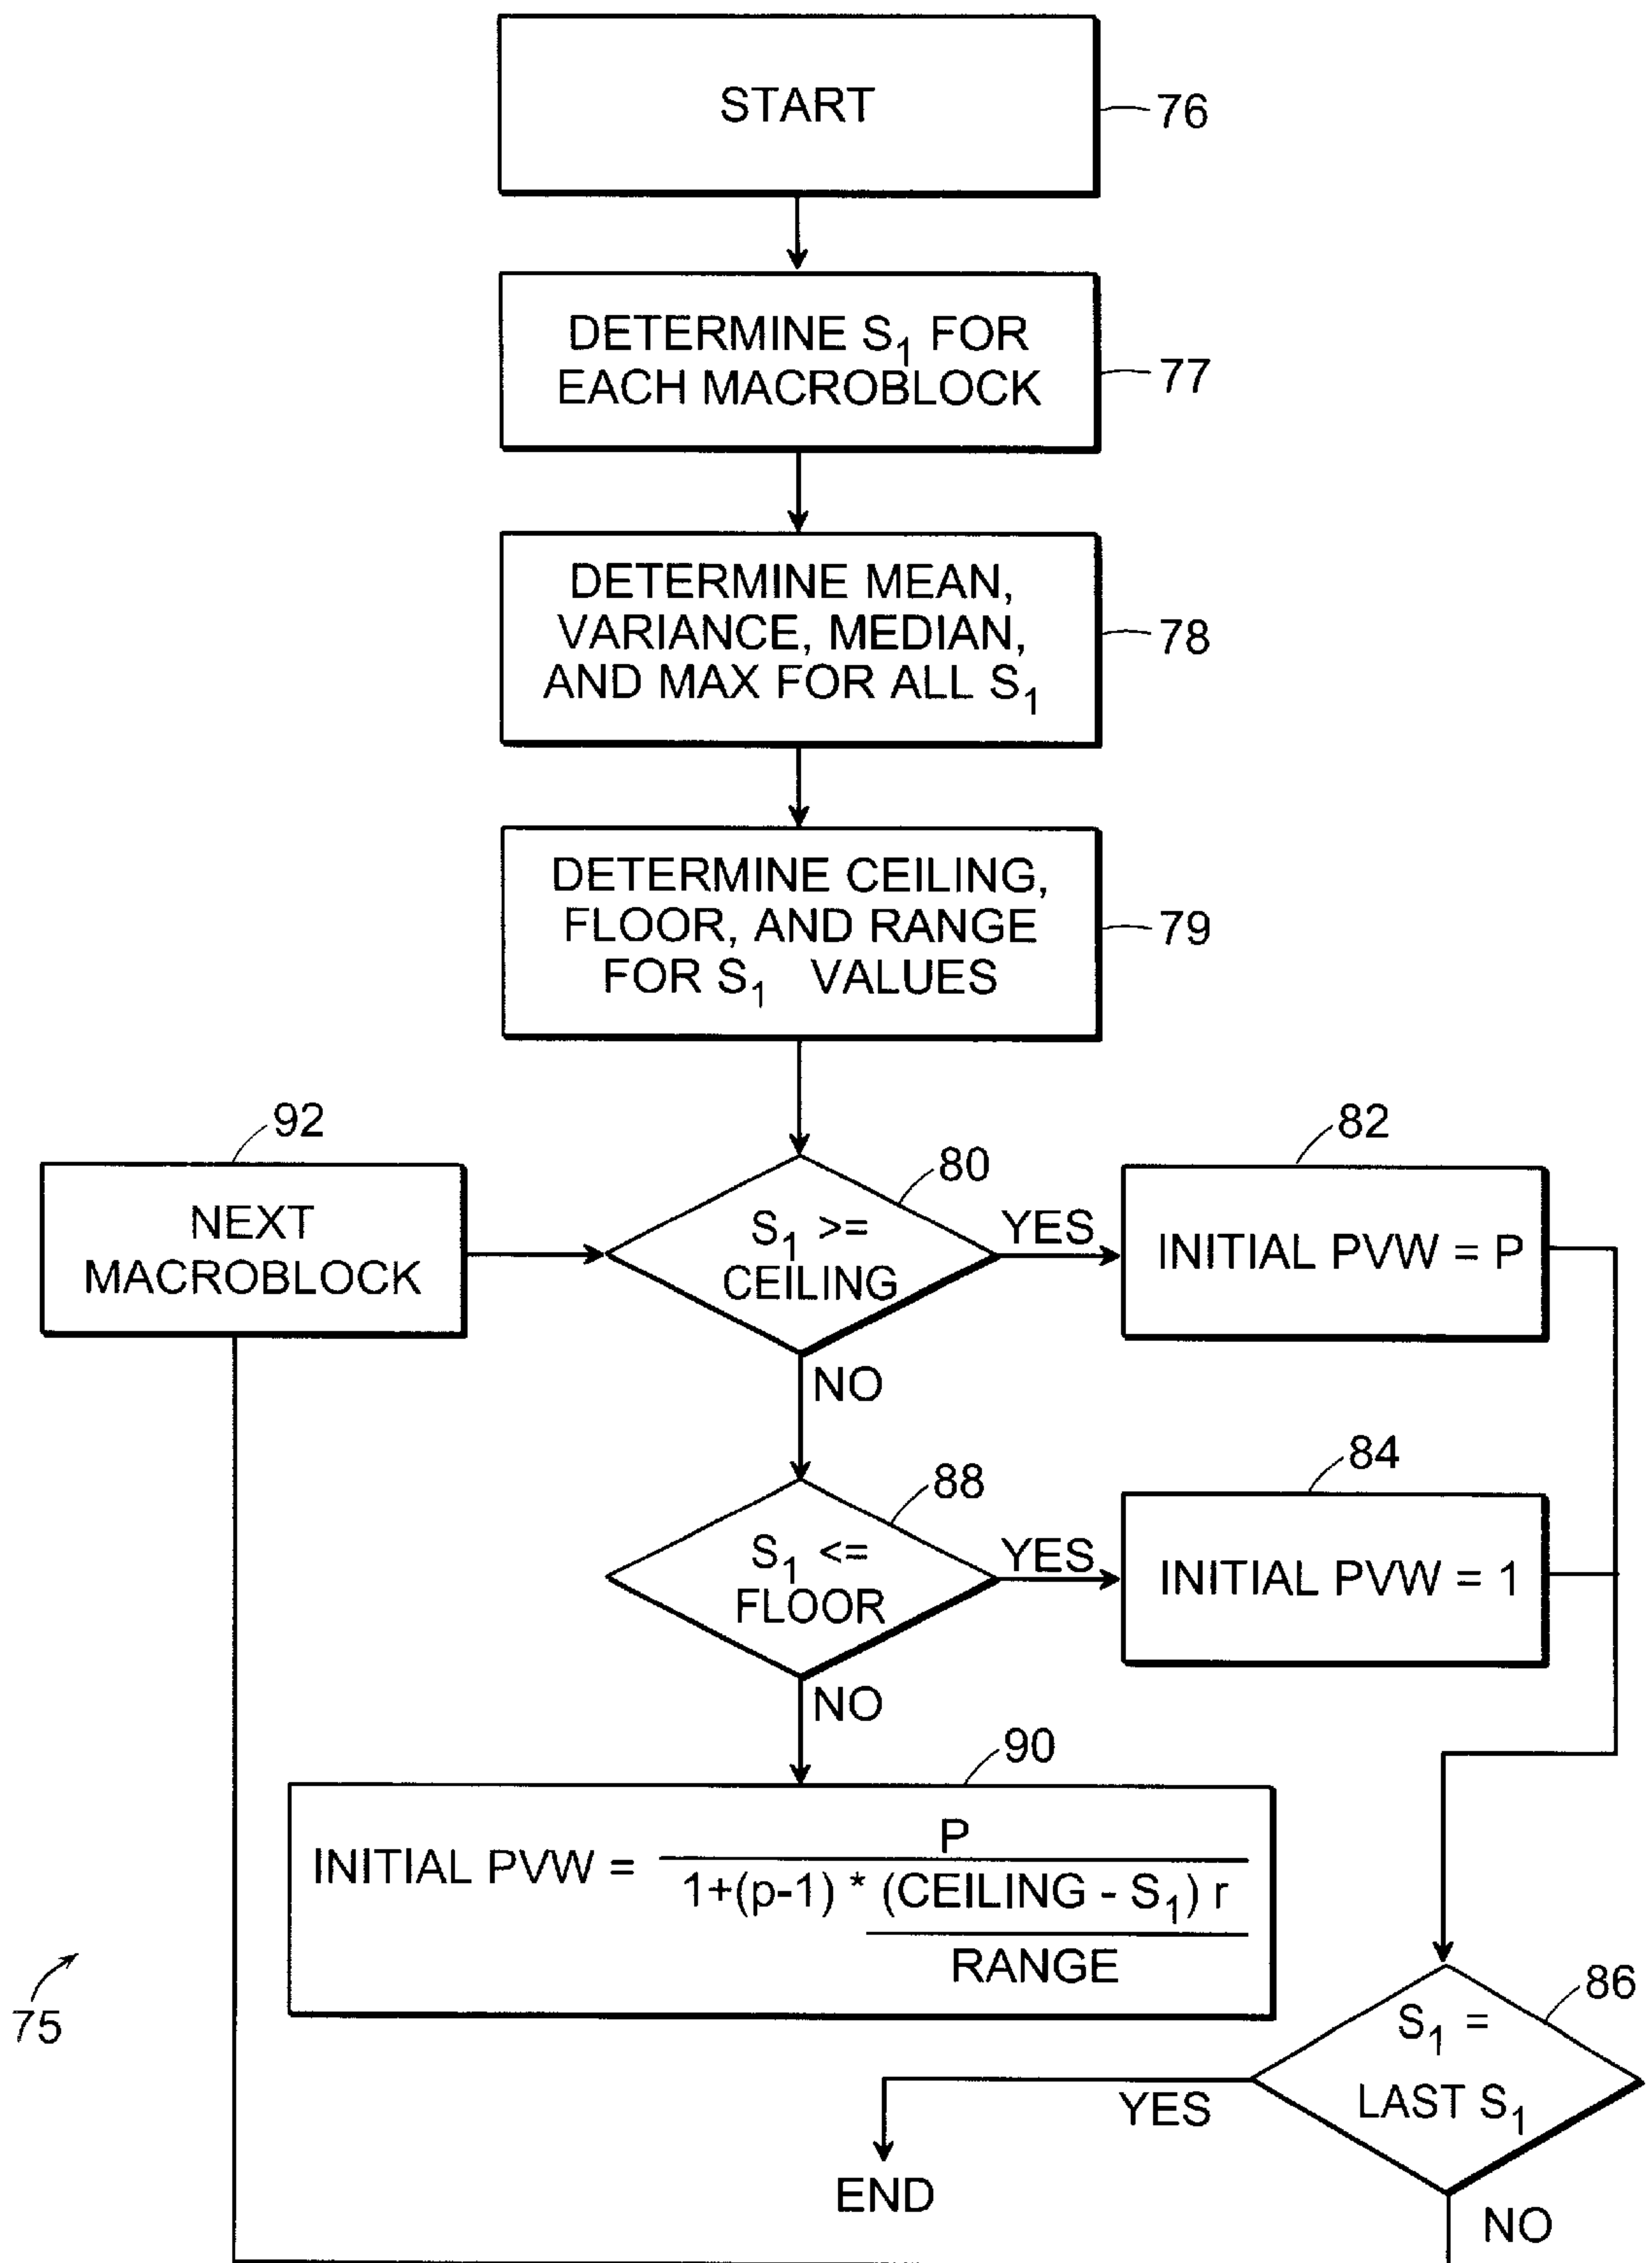 START
76
DETERMINE S1 FOR
EACH MACROBLOCK
77
DETERMINE MEAN,
VARIANCE, MEDIAN,
AND MAX FOR ALL S1
78
DETERMINE CEILING,
FLOOR, AND RANGE
FOR S1 VALUES
79
92
NEXT
MACROBLOCK
80
S1 >=
CEILING
YES
82
INITIAL PVW = P
NO
88
S1 <=
FLOOR
YES
84
INITIAL PVW = 1
NO
90
P
INITIAL PVW =
1+(p-1) * (CEILING - S1) r
RANGE
75
86
S1 =
LAST S1
YES
END
NO